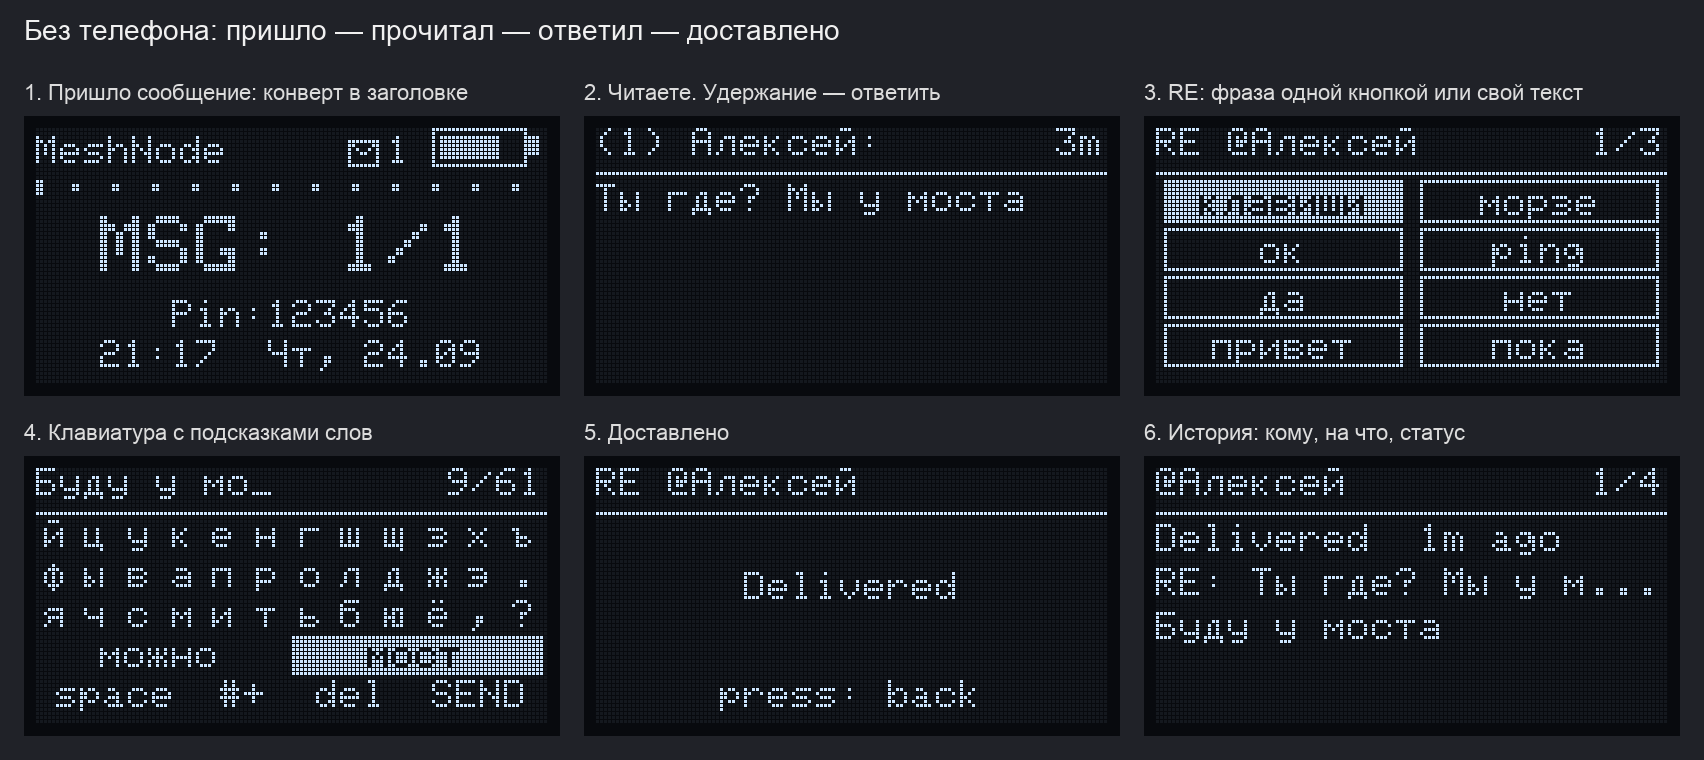 Без телефона: пришло — прочитал — ответил — доставлено
1. Пришло сообщение: конверт в заголовке
MeshNode 1
MSG: 1/1
Pin:123456
21:17 Чт, 24.09
2. Читаете. Удержание — ответить
(1) Алексей: 3m
Ты где? Мы у моста
3. RE: фраза одной кнопкой или свой текст
RE @Алексей 1/3
клавиши морзе
ок ping
да нет
привет пока
4. Клавиатура с подсказками слов
Буду у мо_ 9/61
й ц у к е н г ш щ з х ъ
ф ы в а п р о л д ж э .
я ч с м и т ь б ю ё , ?
можно мост
space #+ del SEND
5. Доставлено
RE @Алексей
Delivered
press: back
6. История: кому, на что, статус
@Алексей 1/4
Delivered 1m ago
RE: Ты где? Мы у м...
Буду у моста